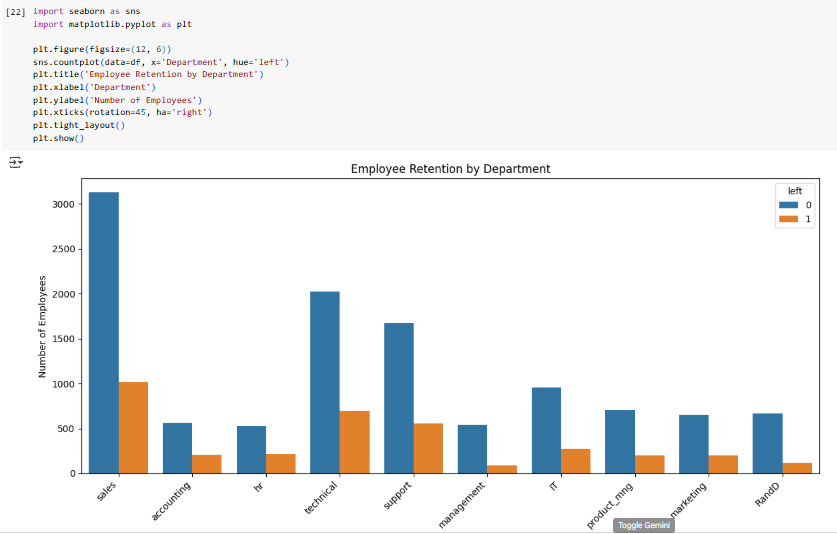 [22] import seaborn as sns
import matplotlib.pyplot as plt
plt.figure(figsize=(12, 6))
sns.countplot(data=df, x='Department', hue='left')
plt.title('Employee Retention by Department')
plt.xlabel('Department')
plt.ylabel('Number of Employees')
plt.xticks(rotation=45, ha='right')
plt.tight_layout()
plt.show()
Employee Retention by Department
left
0
1
Number of Employees
3000
2500
2000
1500
1000
500
0
sales
accounting
hr
technical
support
management
IT
product_mng
marketing
RandD
Toggle Gemini